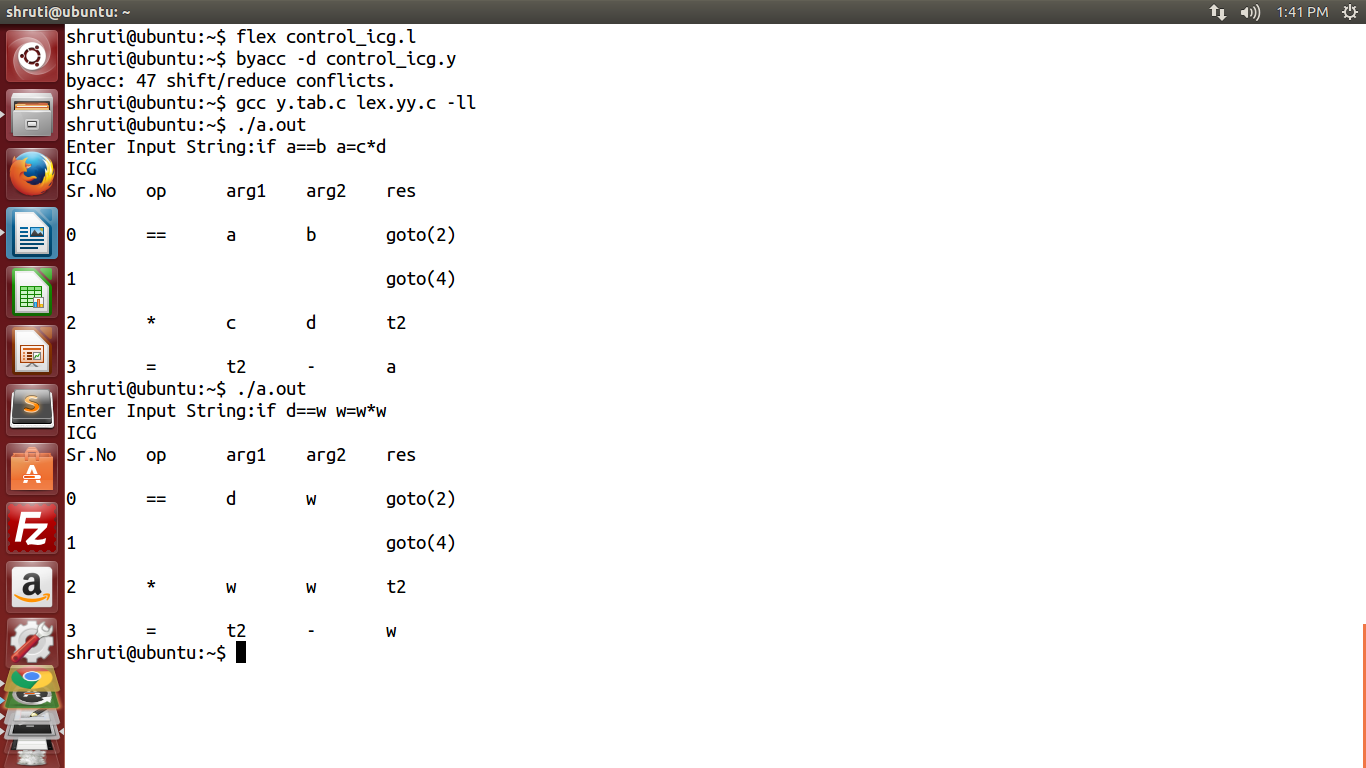 shruti@ubuntu: ~
1:41 PM
shruti@ubuntu:~$ flex control_icg.l
shruti@ubuntu:~$ byacc -d control_icg.y
byacc: 47 shift/reduce conflicts.
shruti@ubuntu:~$ gcc y.tab.c lex.yy.c -ll
shruti@ubuntu:~$ ./a.out
Enter Input String:if a==b a=c*d
ICG
Sr.No   op      arg1    arg2    res
0       ==      a       b       goto(2)
1                               goto(4)
2       *       c       d       t2
3       =       t2      -       a
shruti@ubuntu:~$ ./a.out
Enter Input String:if d==w w=w*w
ICG
Sr.No   op      arg1    arg2    res
0       ==      d       w       goto(2)
1                               goto(4)
2       *       w       w       t2
3       =       t2      -       w
shruti@ubuntu:~$
S
A
Fz
a